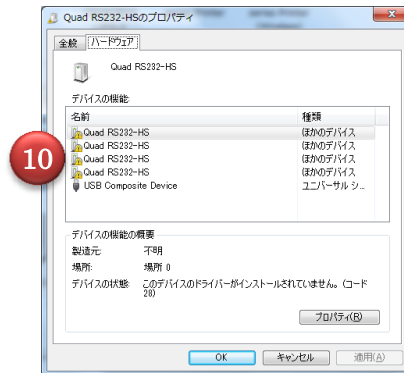 Quad RS232-HSのプロパティ
全般 ハードウェア
Quad RS232-HS
デバイスの機能:
名前 種類
Quad RS232-HS ほかのデバイス
Quad RS232-HS ほかのデバイス
Quad RS232-HS ほかのデバイス
Quad RS232-HS ほかのデバイス
USB Composite Device ユニバーサル シ...
10
デバイスの機能の概要
製造元: 不明
場所: 場所 0
デバイスの状態: このデバイスのドライバーがインストールされていません。 (コード
28)
プロパティ(R)
OK キャンセル 適用(A)